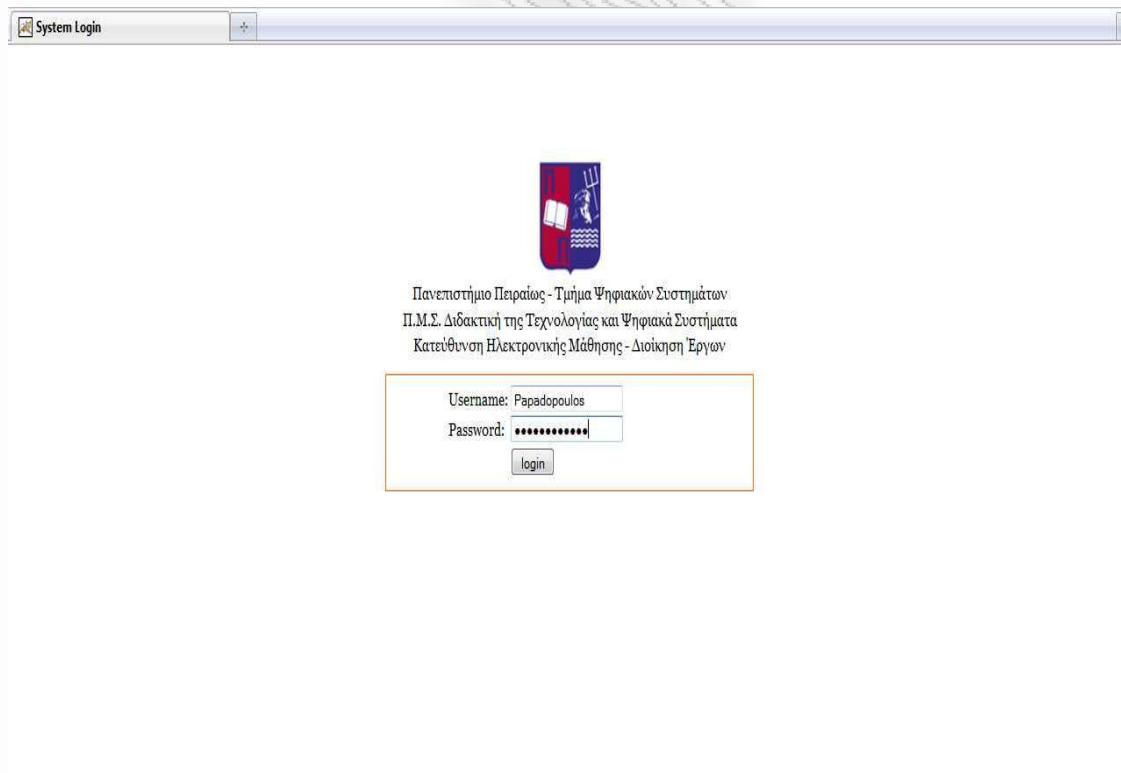 System Login
Πανεπιστήμιο Πειραίως - Τμήμα Ψηφιακών Συστημάτων
Π.Μ.Σ. Διδακτική της Τεχνολογίας και Ψηφιακά Συστήματα
Κατεύθυνση Ηλεκτρονικής Μάθησης - Διοίκηση Έργων
Username: Papadopoulos
Password: ••••••••••••
login